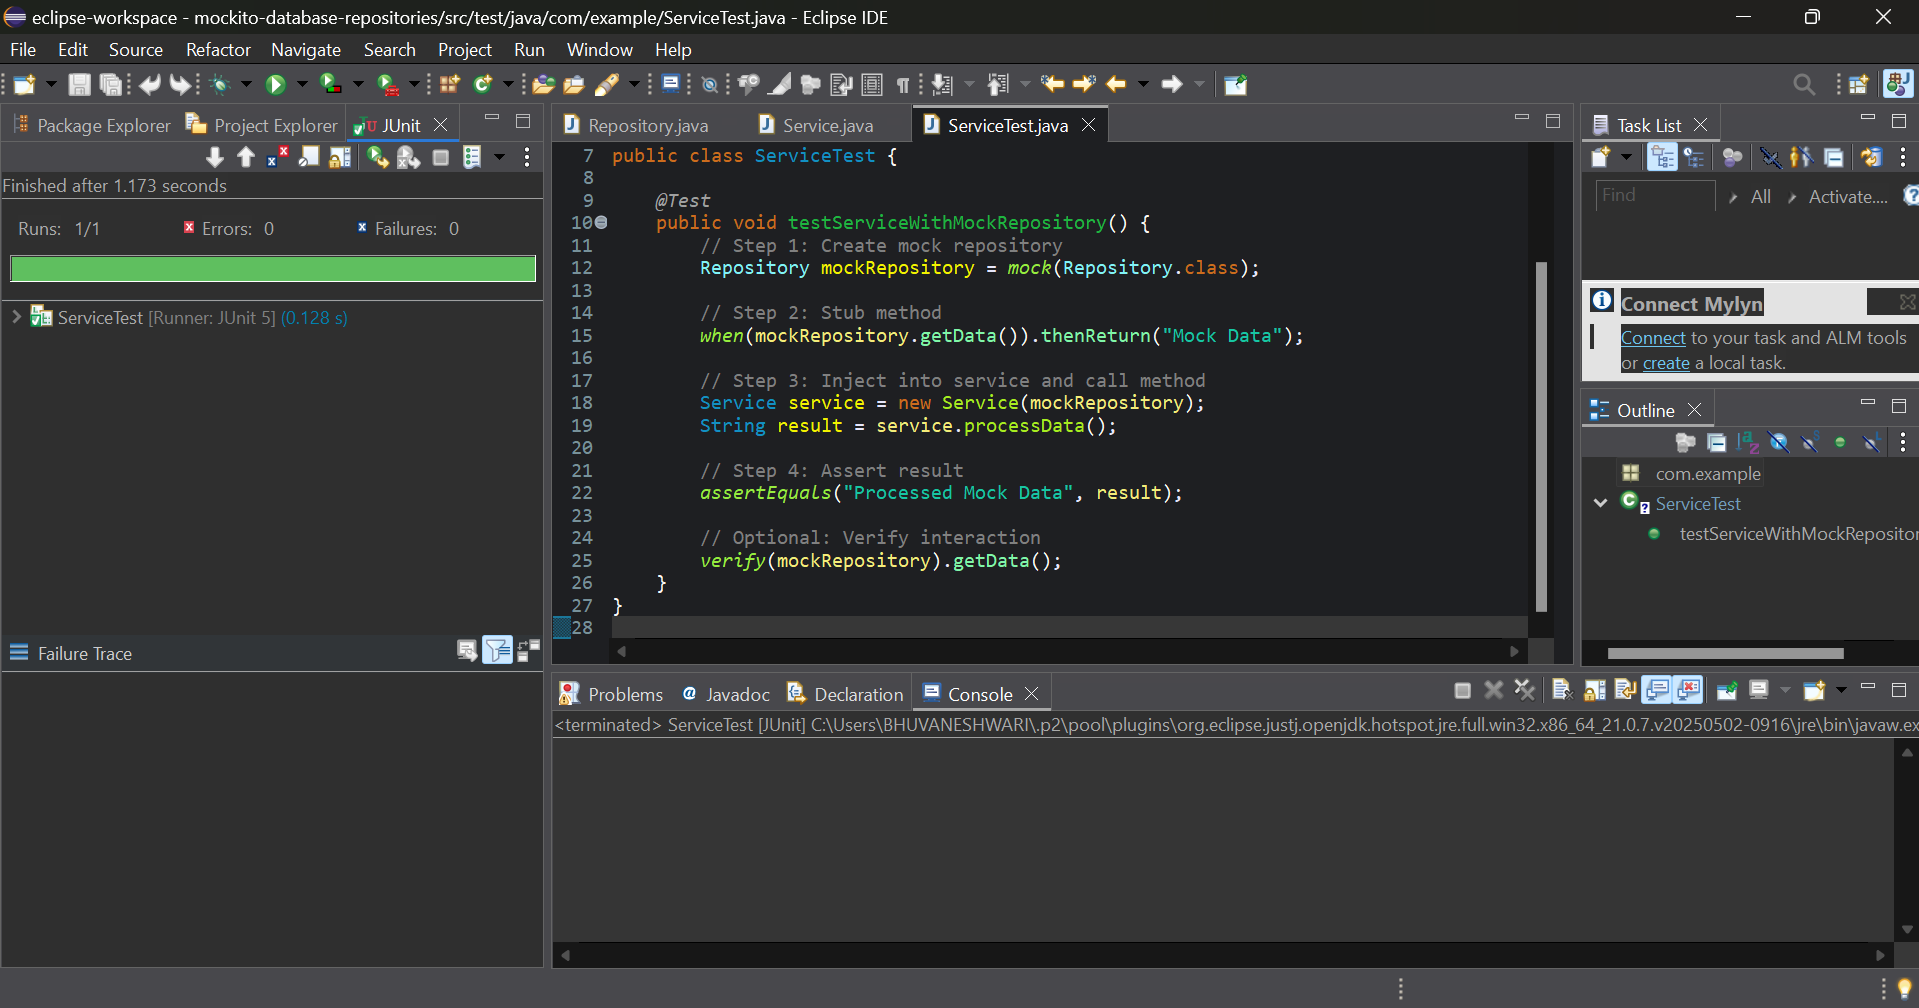 eclipse-workspace - mockito-database-repositories/src/test/java/com/example/ServiceTest.java - Eclipse IDE
File Edit Source Refactor Navigate Search Project Run Window Help
Package Explorer Project Explorer JUnit
Finished after 1.173 seconds
Runs: 1/1 Errors: 0 Failures: 0
ServiceTest [Runner: JUnit 5] (0.128 s)
Failure Trace
Repository.java Service.java ServiceTest.java
7 public class ServiceTest {
8
9 @Test
10 public void testServiceWithMockRepository() {
11 // Step 1: Create mock repository
12 Repository mockRepository = mock(Repository.class);
13
14 // Step 2: Stub method
15 when(mockRepository.getData()).thenReturn("Mock Data");
16
17 // Step 3: Inject into service and call method
18 Service service = new Service(mockRepository);
19 String result = service.processData();
20
21 // Step 4: Assert result
22 assertEquals("Processed Mock Data", result);
23
24 // Optional: Verify interaction
25 verify(mockRepository).getData();
26 }
27 }
28
Task List
Find All Activate....
Connect Mylyn
Connect to your task and ALM tools
or create a local task.
Outline
com.example
ServiceTest
testServiceWithMockRepositor
Problems Javadoc Declaration Console
<terminated> ServiceTest [JUnit] C:\Users\BHUVANESHWARI\.p2\pool\plugins\org.eclipse.justj.openjdk.hotspot.jre.full.win32.x86_64_21.0.7.v20250502-0916\jre\bin\javaw.ex